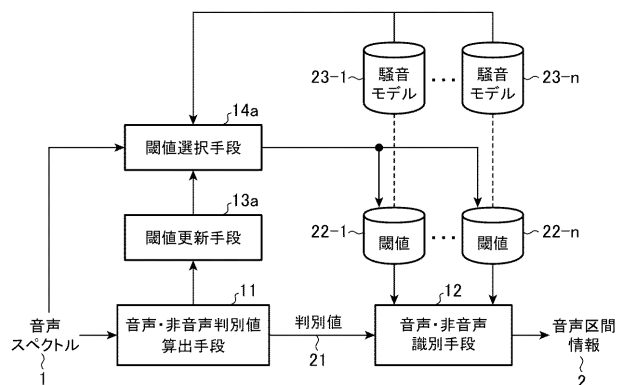 23-1
騒音
モデル
･･･
騒音
モデル
23-n
14a
閾値選択手段
13a
閾値更新手段
22-1
閾値
･･･
閾値
22-n
11
音声・非音声判別値
算出手段
音声
スペクトル
1
判別値
21
12
音声・非音声
識別手段
音声区間
情報
2